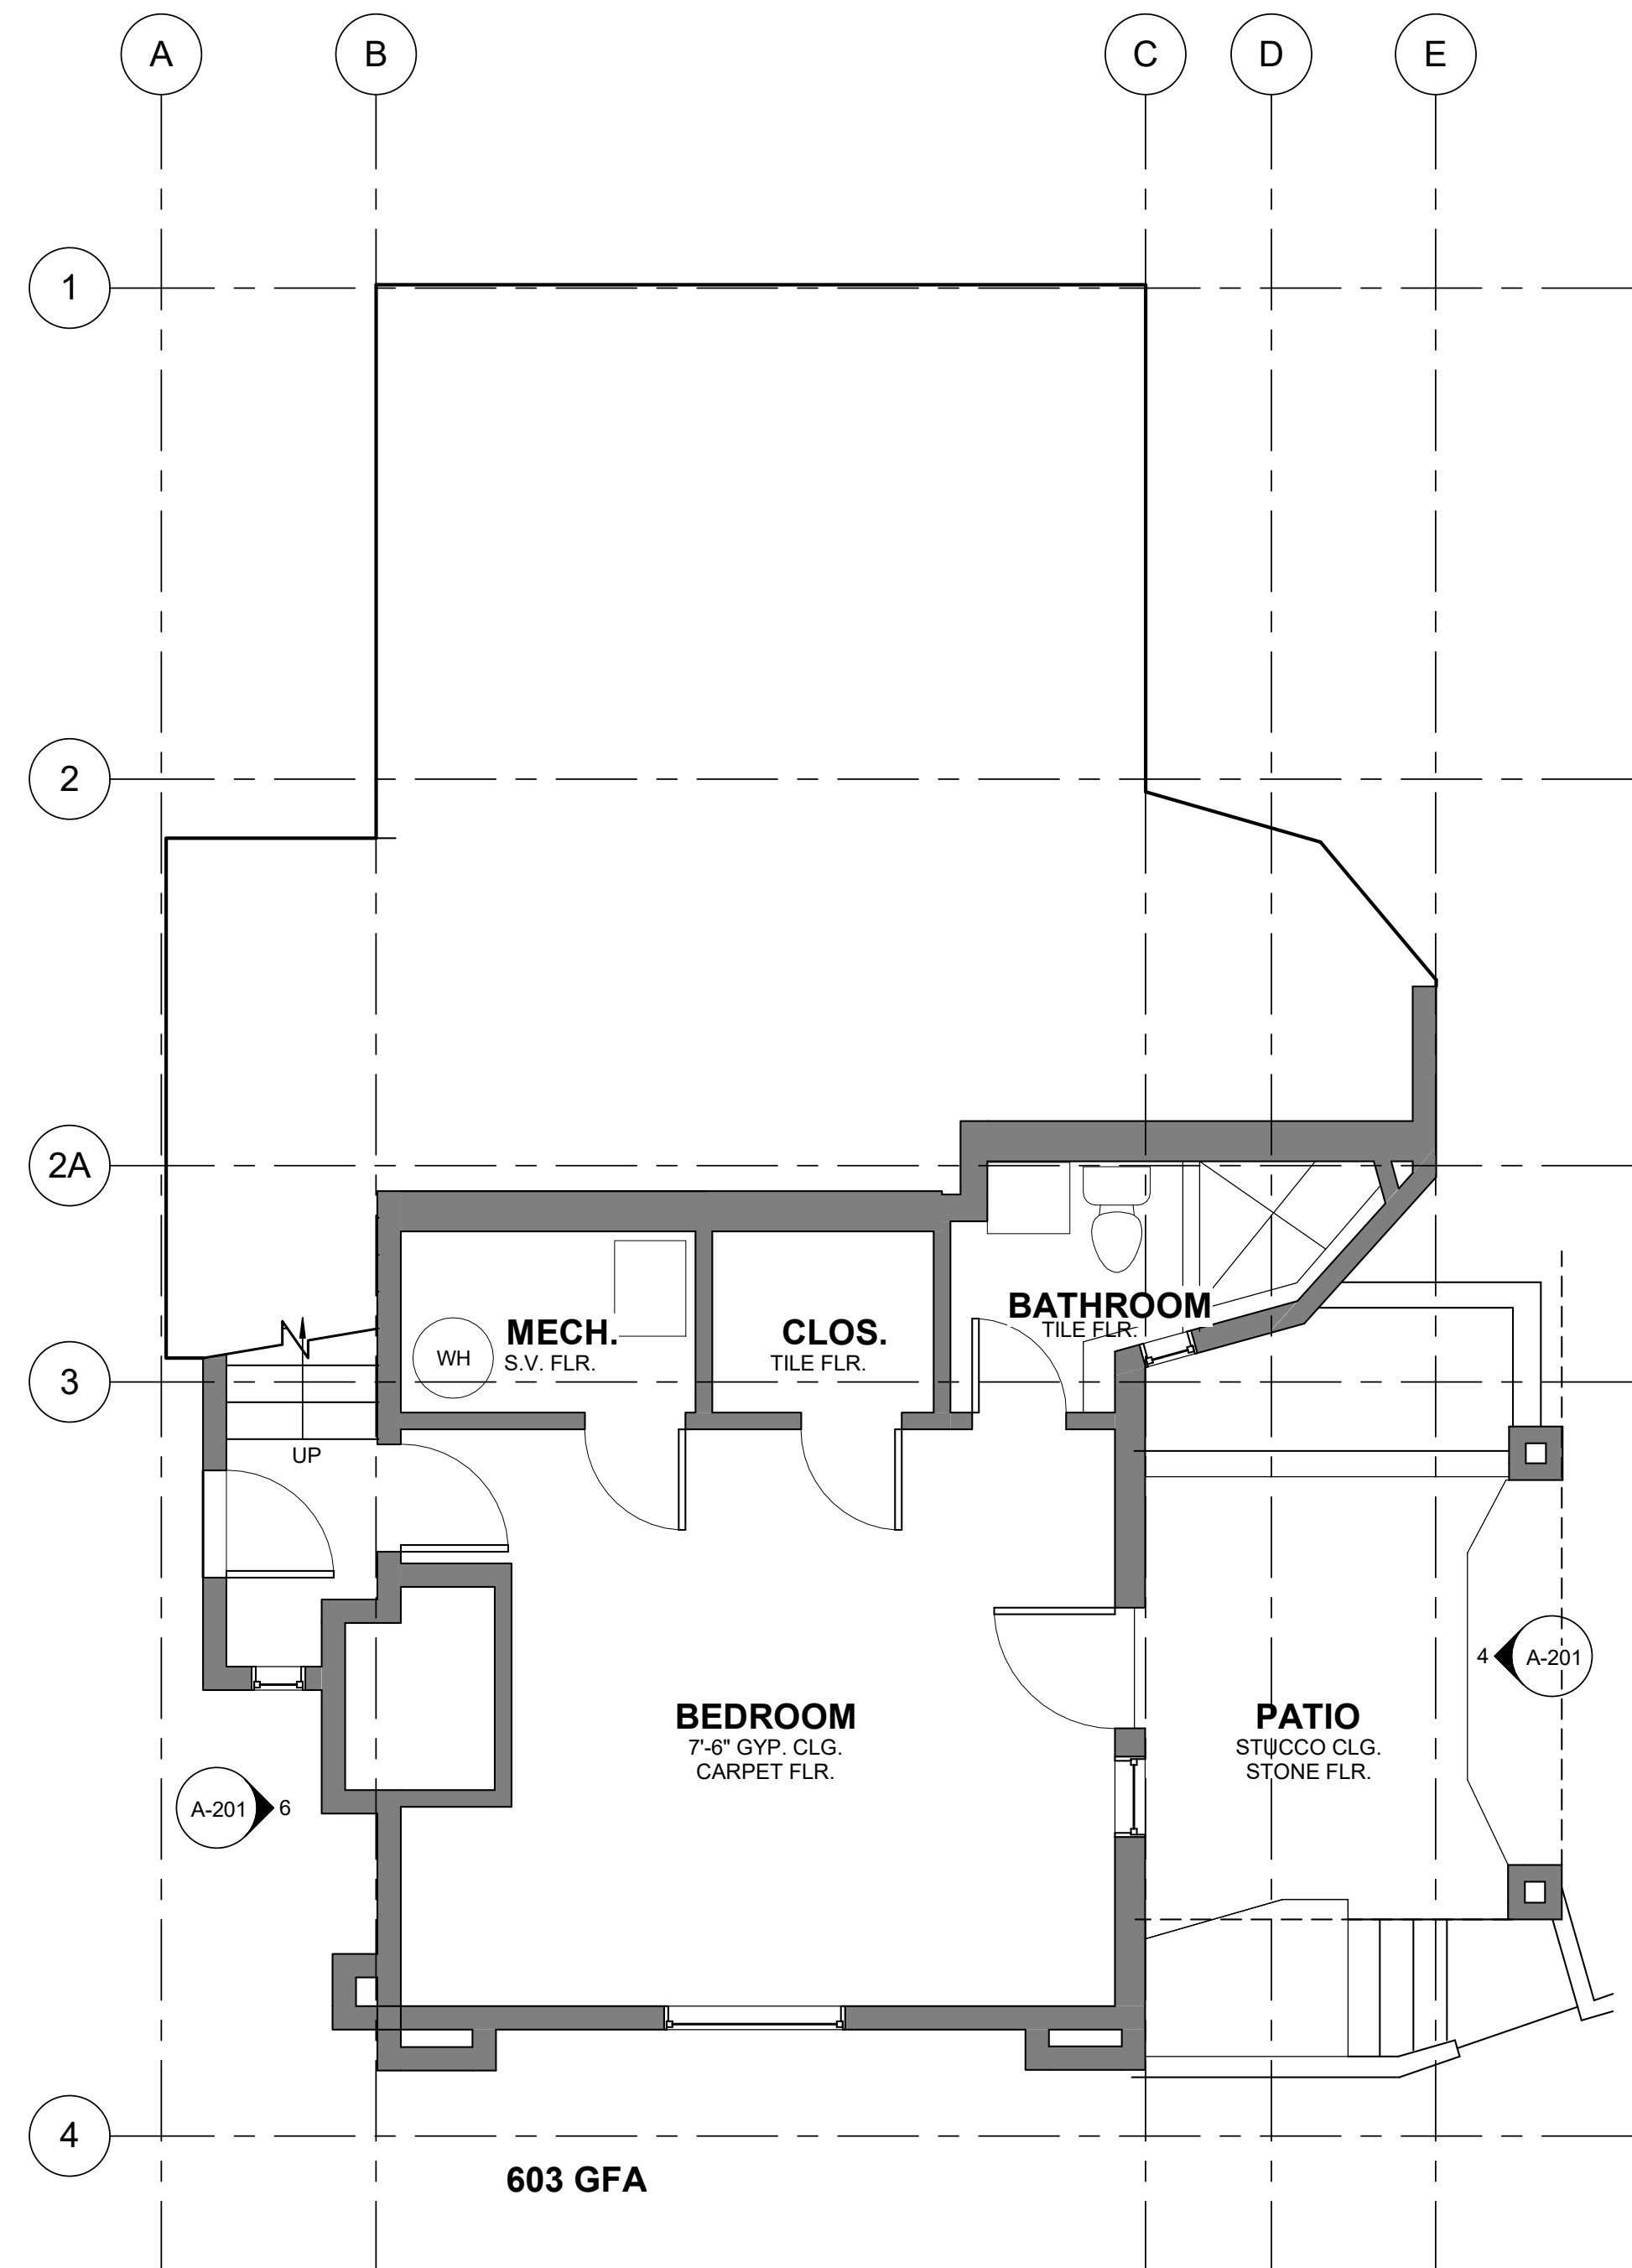 A
B
C
D
E
1
2
2A
3
4
BATHROOM
TILE FLR.
MECH.
S.V. FLR.
WH
CLOS.
TILE FLR.
UP
BEDROOM
7'-6" GYP. CLG.
CARPET FLR.
PATIO
STUCCO CLG.
STONE FLR.
4
A-201
A-201
6
603 GFA